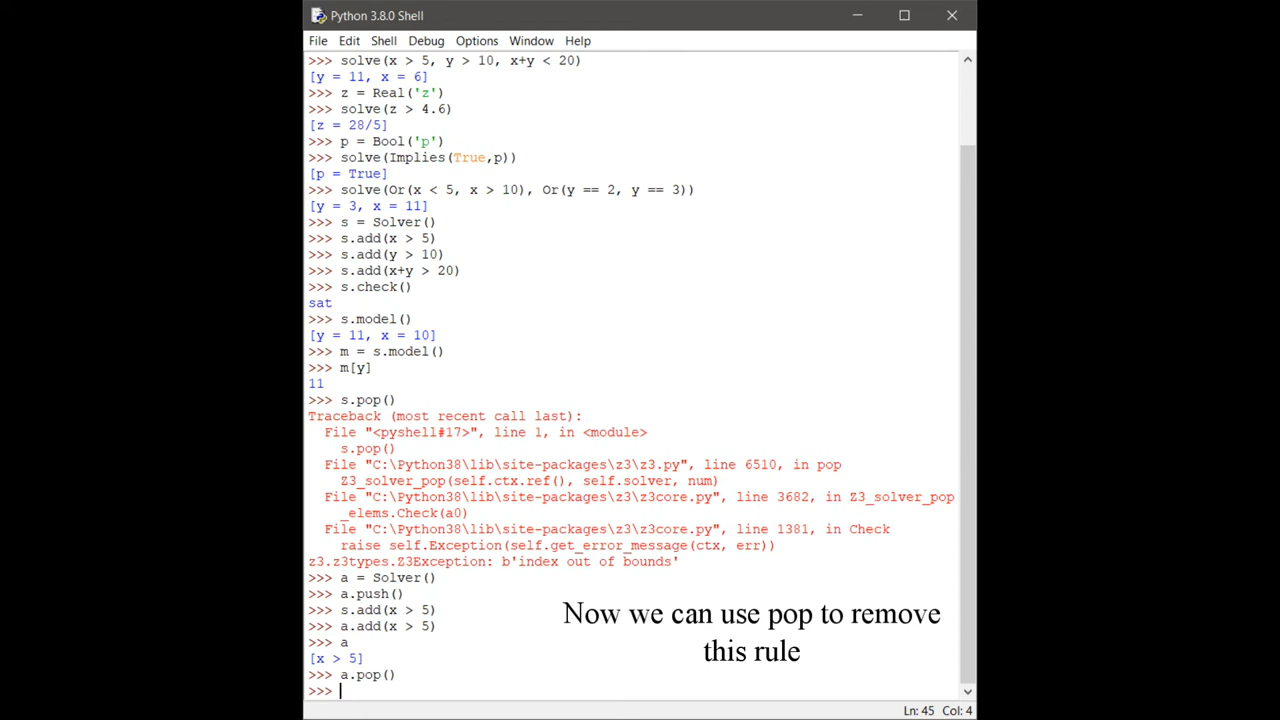 Python 3.8.0 Shell
File Edit Shell Debug Options Window Help
>>> solve(x > 5, y > 10, x+y < 20)
[y = 11, x = 6]
>>> z = Real('z')
>>> solve(z > 4.6)
[z = 28/5]
>>> p = Bool('p')
>>> solve(Implies(True,p))
[p = True]
>>> solve(Or(x < 5, x > 10), Or(y == 2, y == 3))
[y = 3, x = 11]
>>> s = Solver()
>>> s.add(x > 5)
>>> s.add(y > 10)
>>> s.add(x+y > 20)
>>> s.check()
sat
>>> s.model()
[y = 11, x = 10]
>>> m = s.model()
>>> m[y]
11
>>> s.pop()
Traceback (most recent call last):
  File "<pyshell#17>", line 1, in <module>
    s.pop()
  File "C:\Python38\lib\site-packages\z3\z3.py", line 6510, in pop
    Z3_solver_pop(self.ctx.ref(), self.solver, num)
  File "C:\Python38\lib\site-packages\z3\z3core.py", line 3682, in Z3_solver_pop
    _elems.Check(a0)
  File "C:\Python38\lib\site-packages\z3\z3core.py", line 1381, in Check
    raise self.Exception(self.get_error_message(ctx, err))
z3.z3types.Z3Exception: b'index out of bounds'
>>> a = Solver()
>>> a.push()
>>> s.add(x > 5)
>>> a.add(x > 5)
>>> a
[x > 5]
>>> a.pop()
>>>
Now we can use pop to remove
this rule
Ln: 45 Col: 4